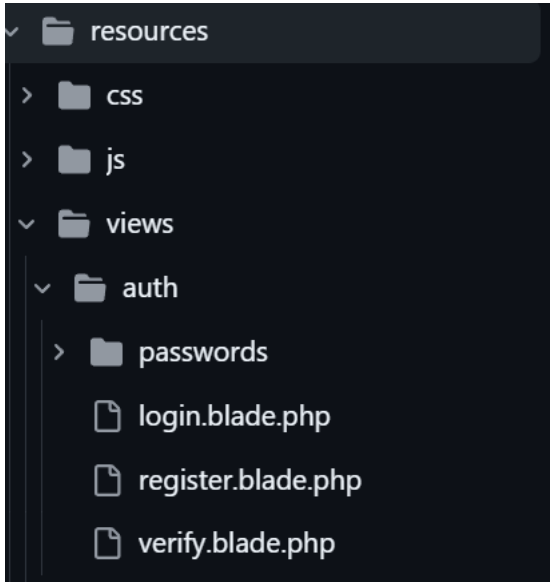 resources
css
js
views
auth
passwords
login.blade.php
register.blade.php
verify.blade.php